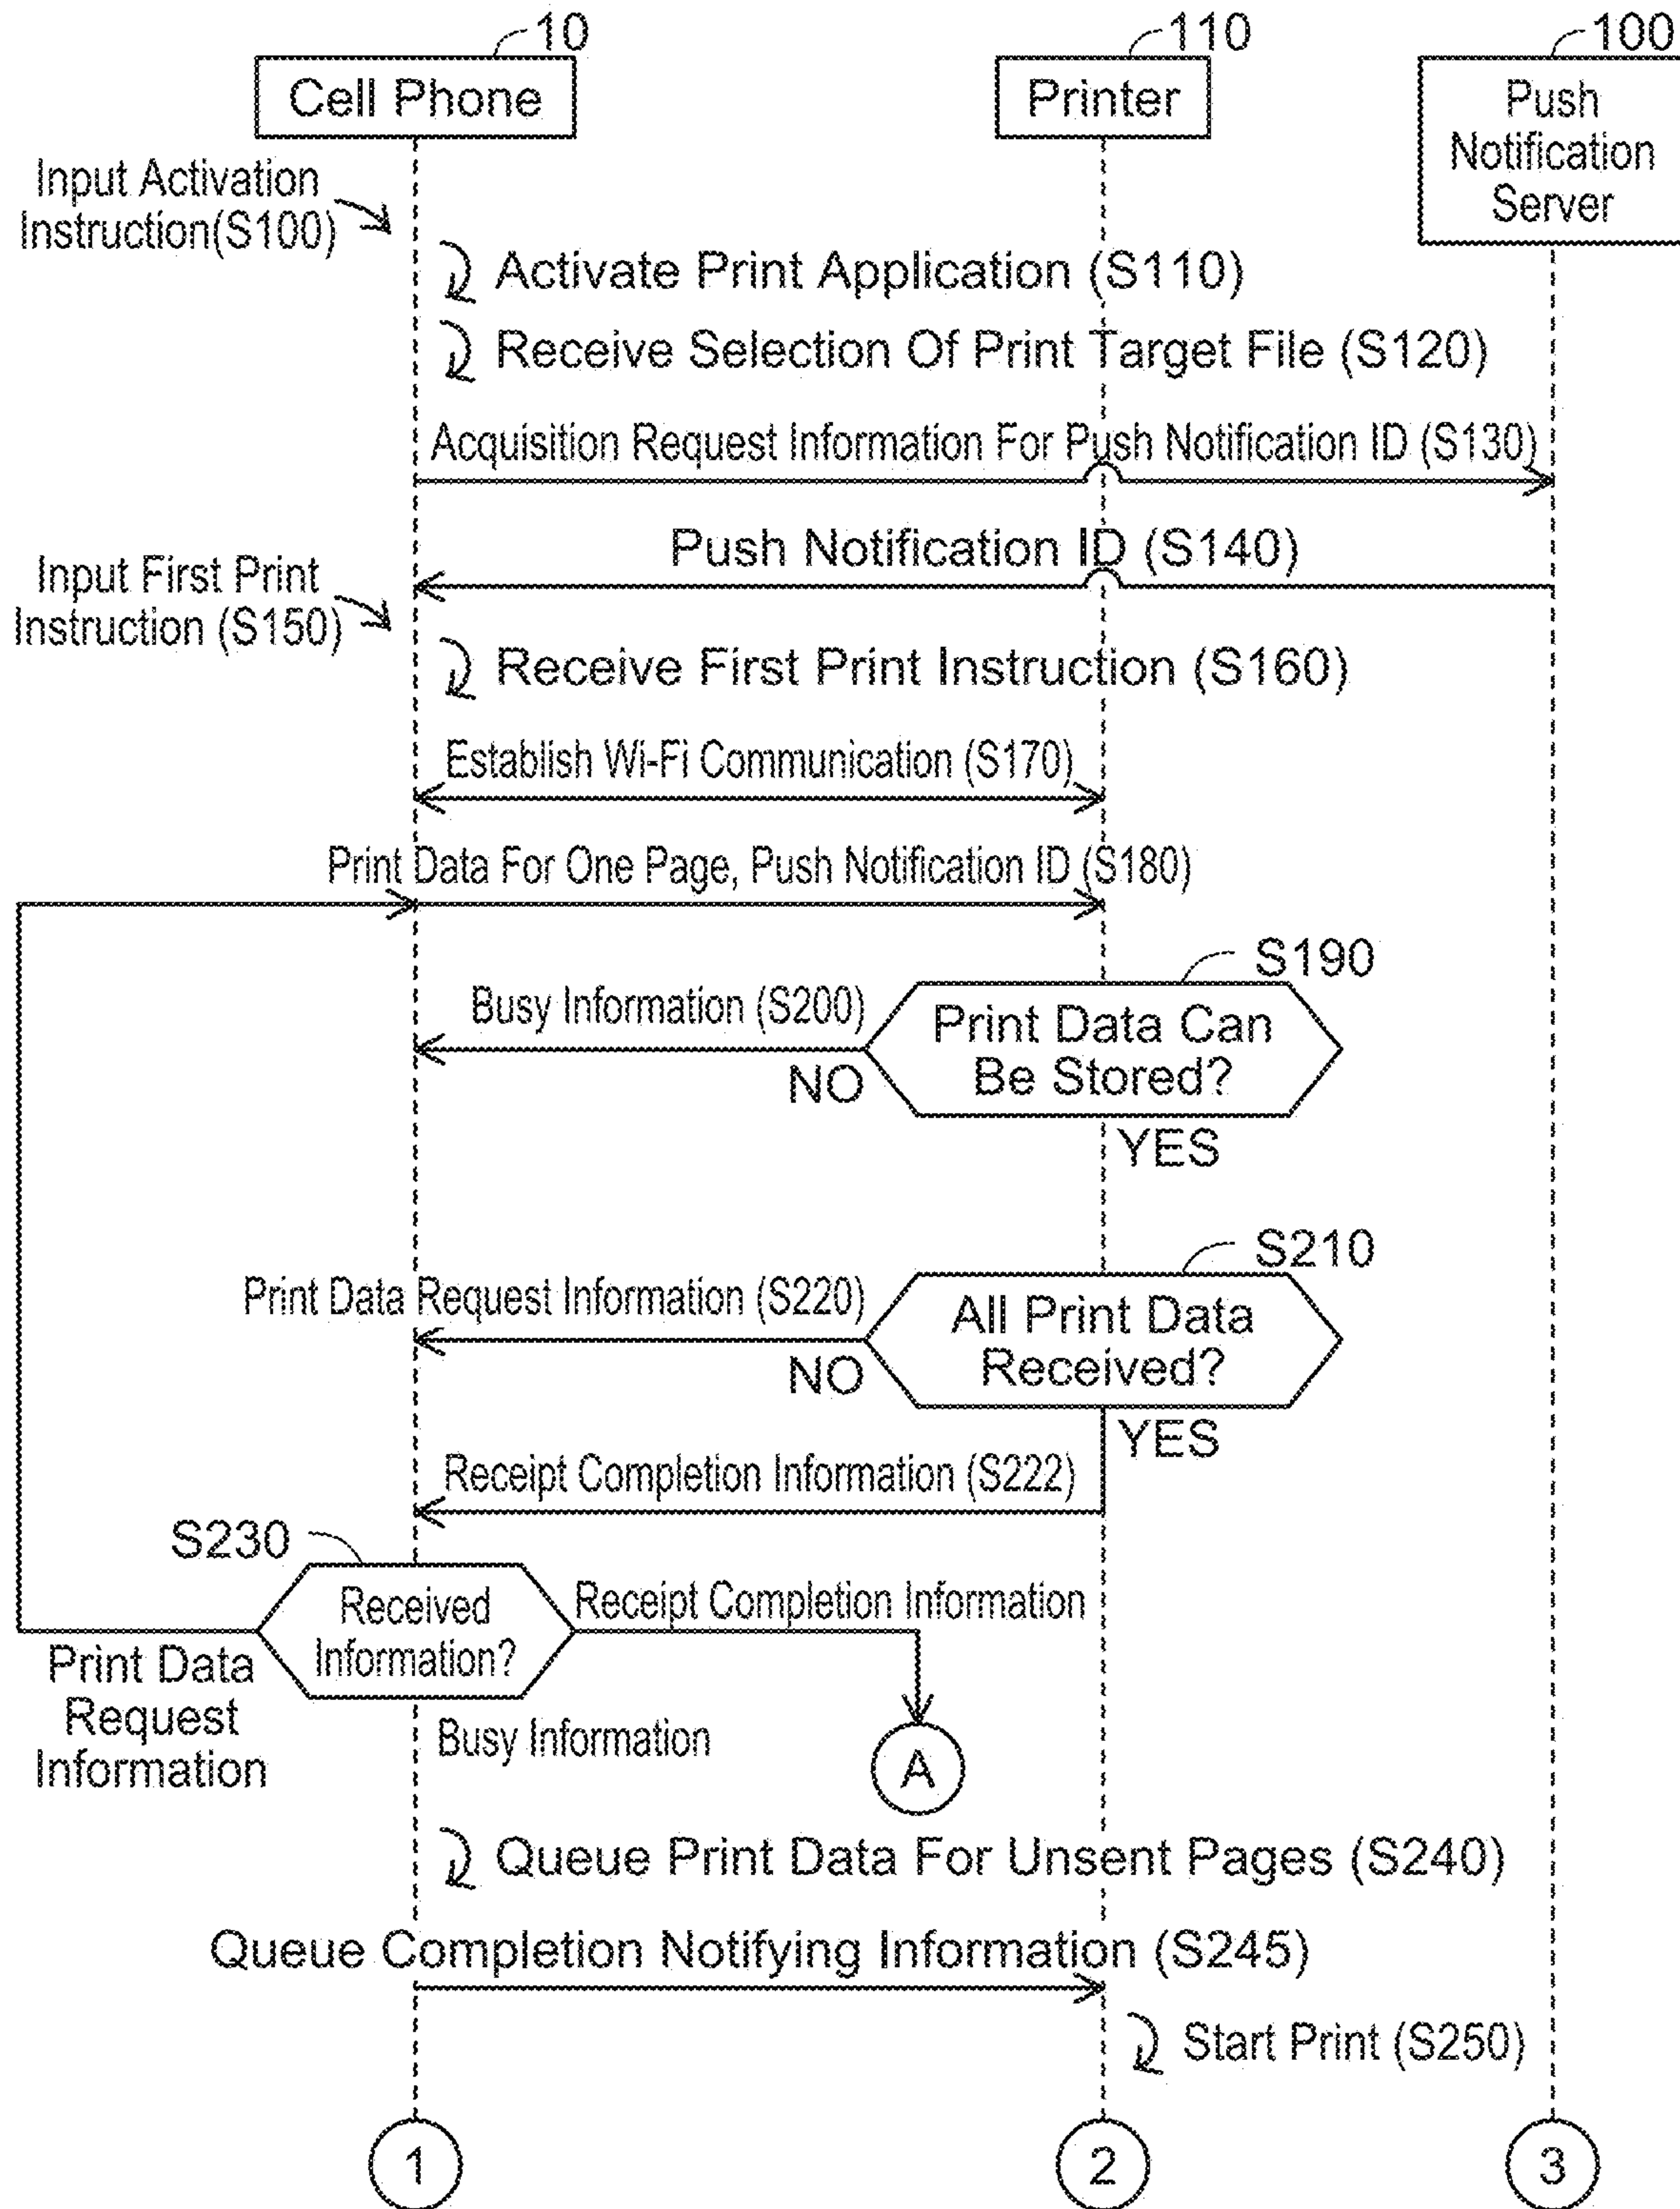 10
110
100
Cell Phone
Printer
Push
Notification
Server
Input Activation
Instruction(S100)
Activate Print Application (S110)
Receive Selection Of Print Target File (S120)
Acquisition Request Information For Push Notification ID (S130)
Push Notification ID (S140)
Input First Print
Instruction (S150)
Receive First Print Instruction (S160)
Establish Wi-Fi Communication (S170)
Print Data For One Page, Push Notification ID (S180)
S190
Busy Information (S200)
Print Data Can
Be Stored?
NO
YES
S210
Print Data Request Information (S220)
All Print Data
Received?
NO
YES
Receipt Completion Information (S222)
S230
Received
Information?
Receipt Completion Information
Print Data
Request
Information
Busy Information
A
Queue Print Data For Unsent Pages (S240)
Queue Completion Notifying Information (S245)
Start Print (S250)
1
2
3